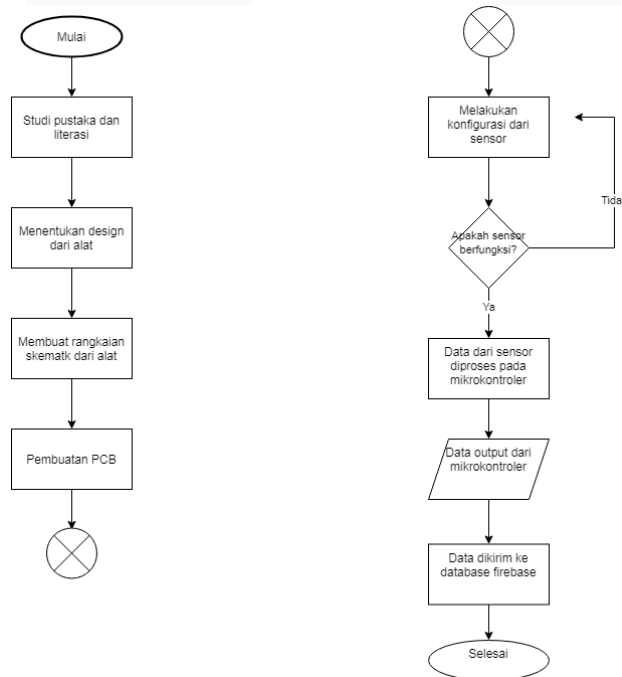 Mulai
Studi pustaka dan
literasi
Menentukan design
dari alat
Membuat rangkaian
skematk dari alat
Pembuatan PCB
Melakukan
konfigurasi dari
sensor
Apakah sensor
berfungksi?
Tida
Ya
Data dari sensor
diproses pada
mikrokontroler
Data output dari
mikrokontroler
Data dikirim ke
database firebase
Selesai